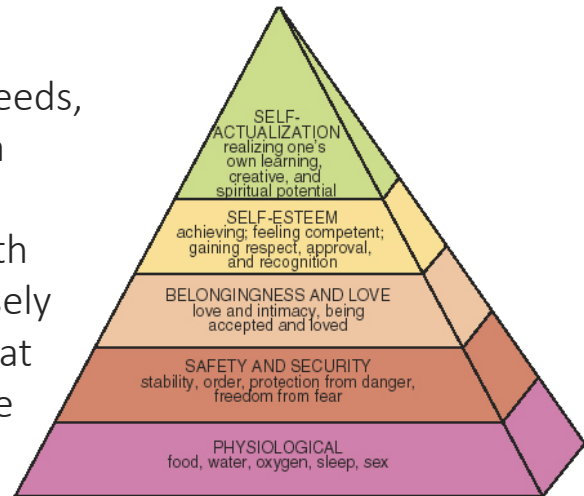 eeds,
th
sely
at
e
SELF-
ACTUALIZATION
realizing one's
own learning,
creative, and
spiritual potential
SELF-ESTEEM
achieving; feeling competent;
gaining respect, approval,
and recognition
BELONGINGNESS AND LOVE
love and intimacy, being
accepted and loved
SAFETY AND SECURITY
stability, order, protection from danger,
freedom from fear
PHYSIOLOGICAL
food, water, oxygen, sleep, sex